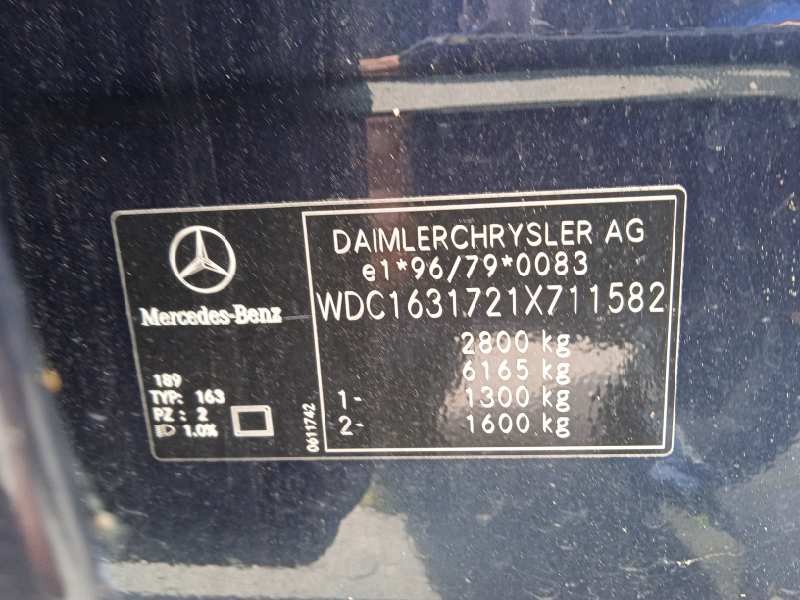 Mercedes-Benz
189
TYP: 163
PZ : 2
1.0%
0611742
DAIMLERCHRYSLER AG
e1*96/79*0083
WDC1631721X711582
2800 kg
6165 kg
1- 1300 kg
2- 1600 kg